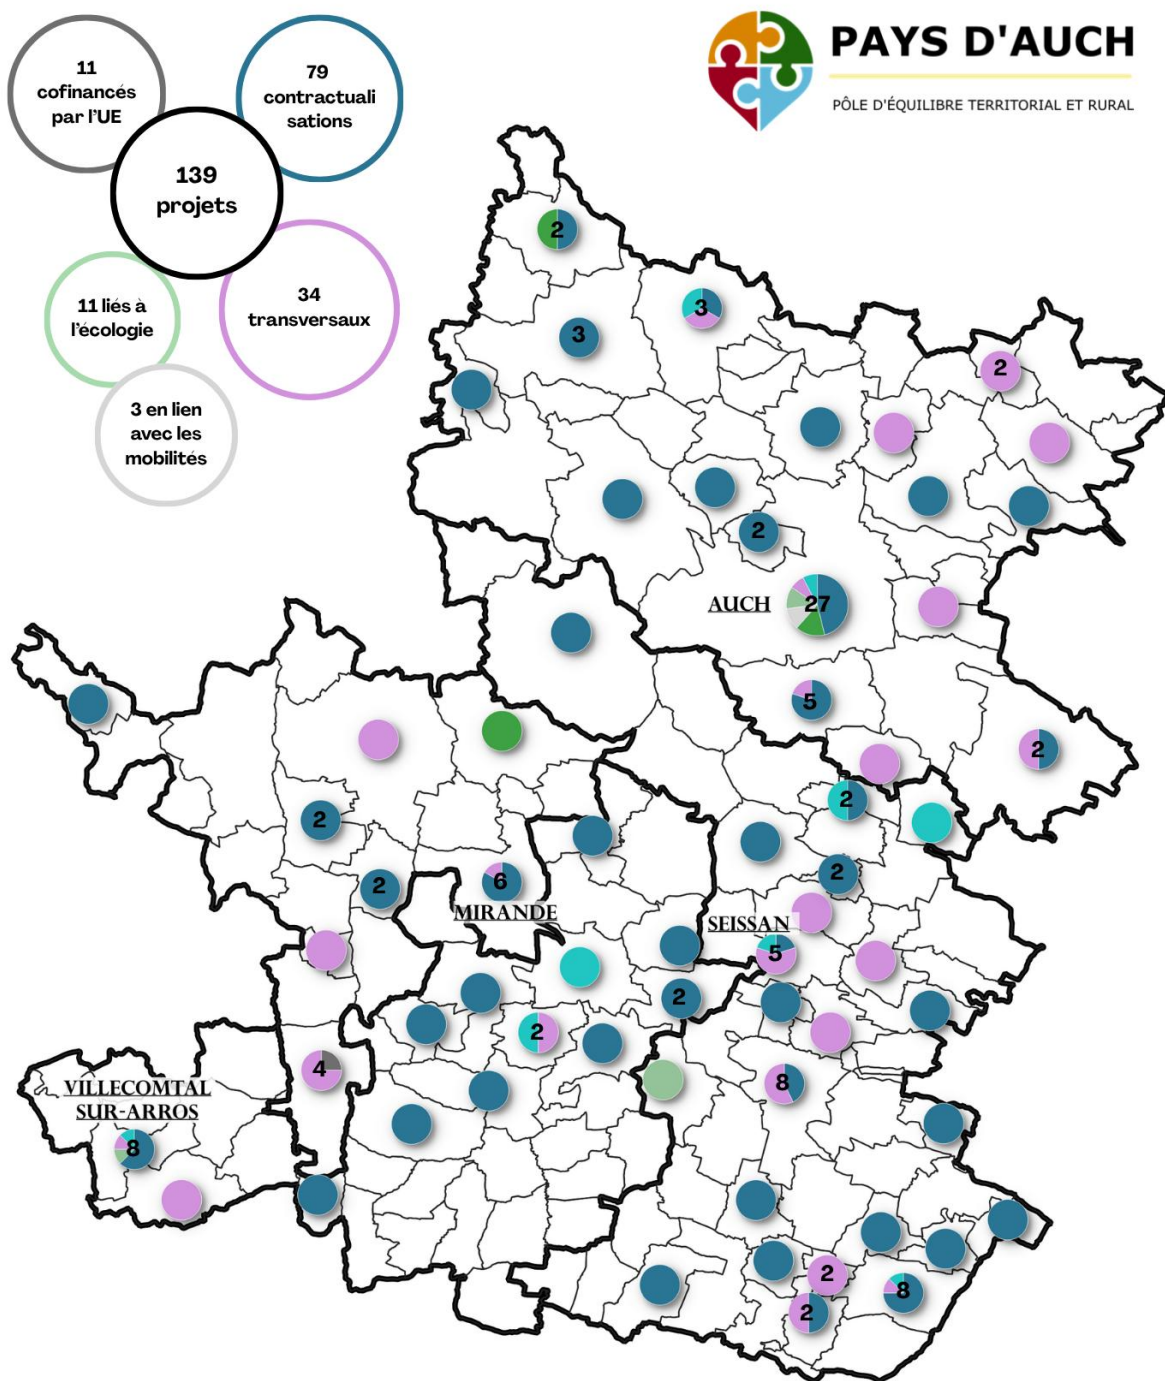 11
cofinancés
par l'UE
79
contractuali
sations
139
projets
11 liés à
l'écologie
34
transversaux
3 en lien
avec les
mobilités
PAYS D'AUCH
PÔLE D'ÉQUILIBRE TERRITORIAL ET RURAL
2
3
3
2
2
AUCH
27
5
2
2
2
2
2
6
MIRANDE
SEISSAN
5
2
2
4
8
VILLECOMTAL
SUR-ARROS
8
2
8
2